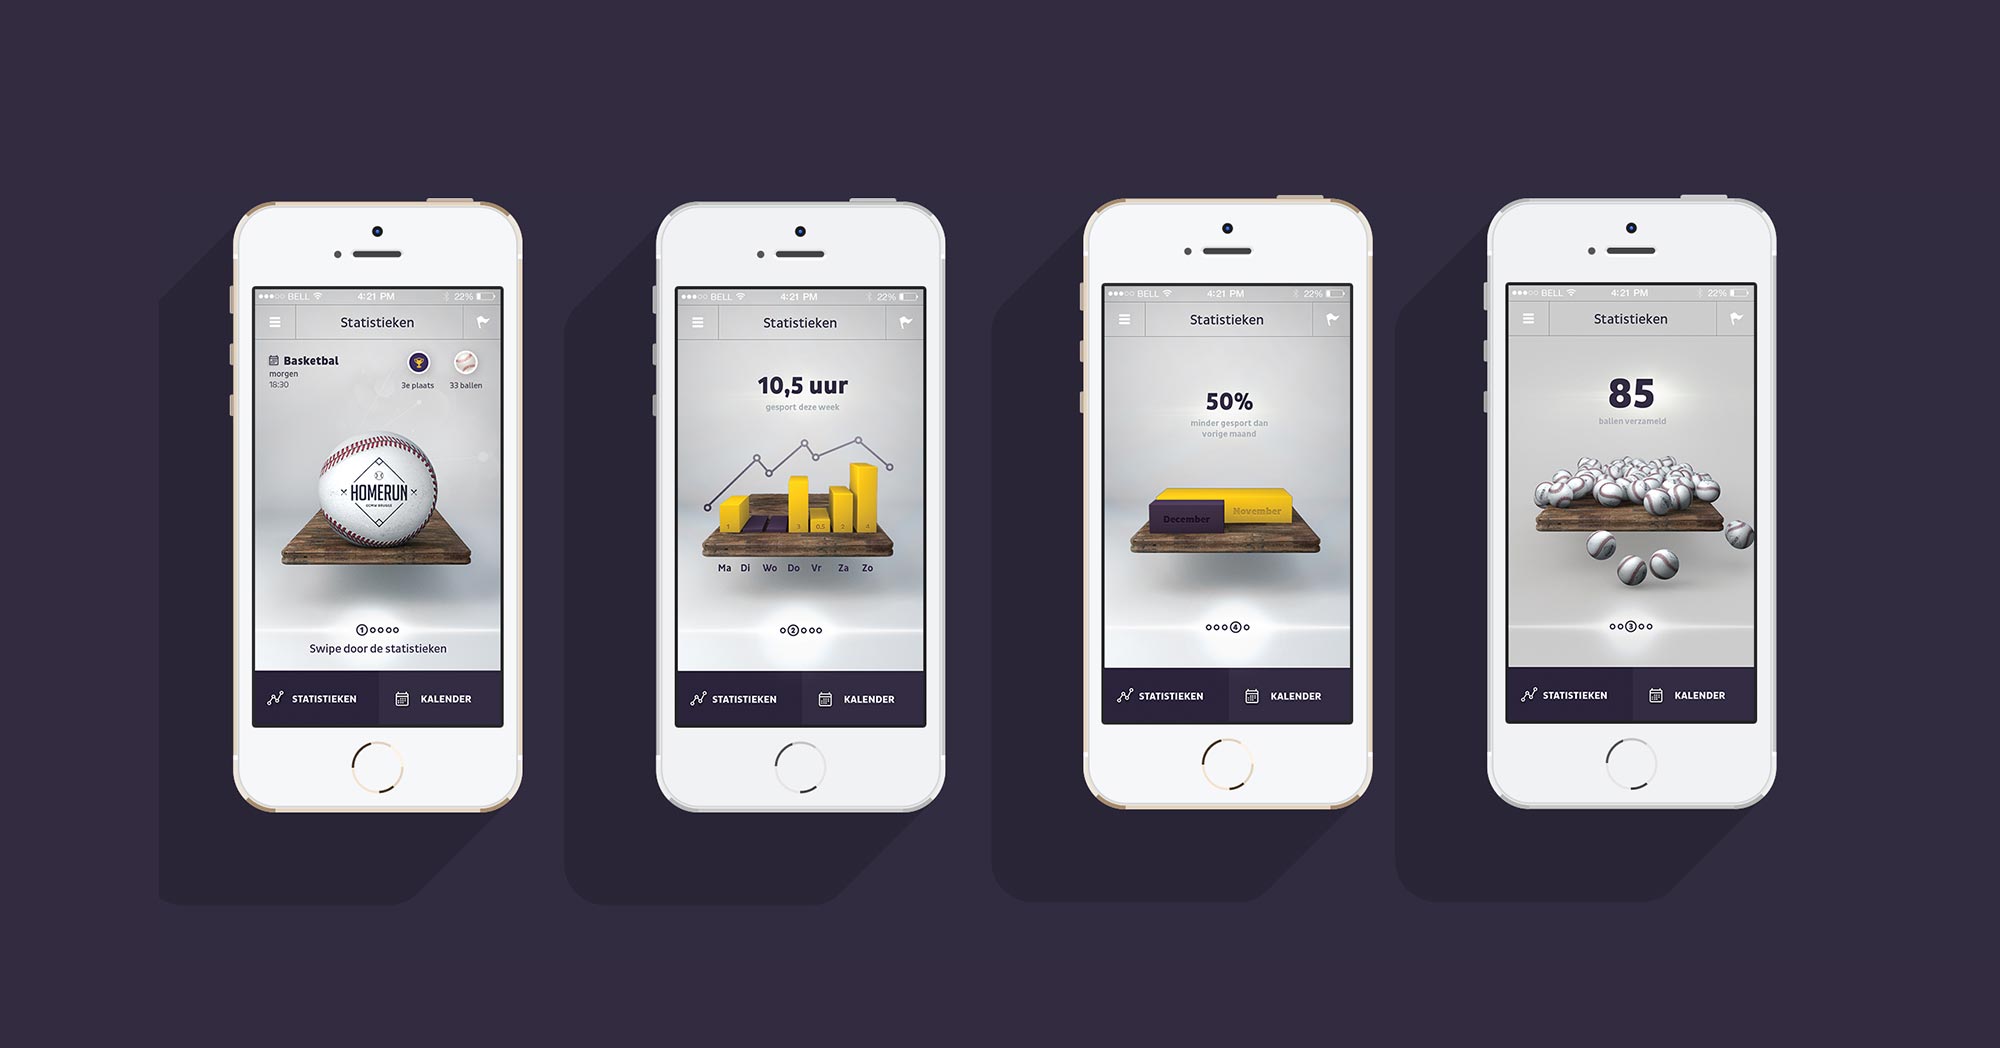 BELL 4:21 PM 22%
Statistieken
Basketbal
morgen
18:30
3e plaats
33 ballen
HOMERUN
OCMW BRUGGE
1
Swipe door de statistieken
STATISTIEKEN KALENDER
BELL 4:21 PM 22%
Statistieken
10,5 uur
gesport deze week
1 3 0.5 2 4
Ma Di Wo Do Vr Za Zo
2
STATISTIEKEN KALENDER
BELL 4:21 PM 22%
Statistieken
50%
minder gesport dan
vorige maand
December November
4
STATISTIEKEN KALENDER
BELL 4:21 PM 22%
Statistieken
85
ballen verzameld
3
STATISTIEKEN KALENDER